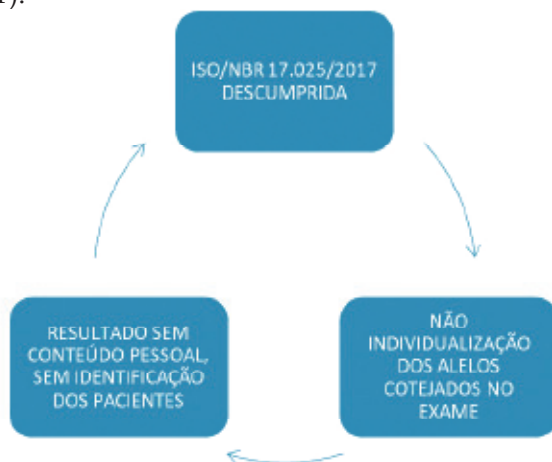 ISO/NBR 17.025/2017
DESCUMPRIDA
NÃO
INDIVIDUALIZAÇÃO
DOS ALELOS
COTEJADOS NO
EXAME
RESULTADO SEM
CONTEÚDO PESSOAL,
SEM IDENTIFICAÇÃO
DOS PACIENTES